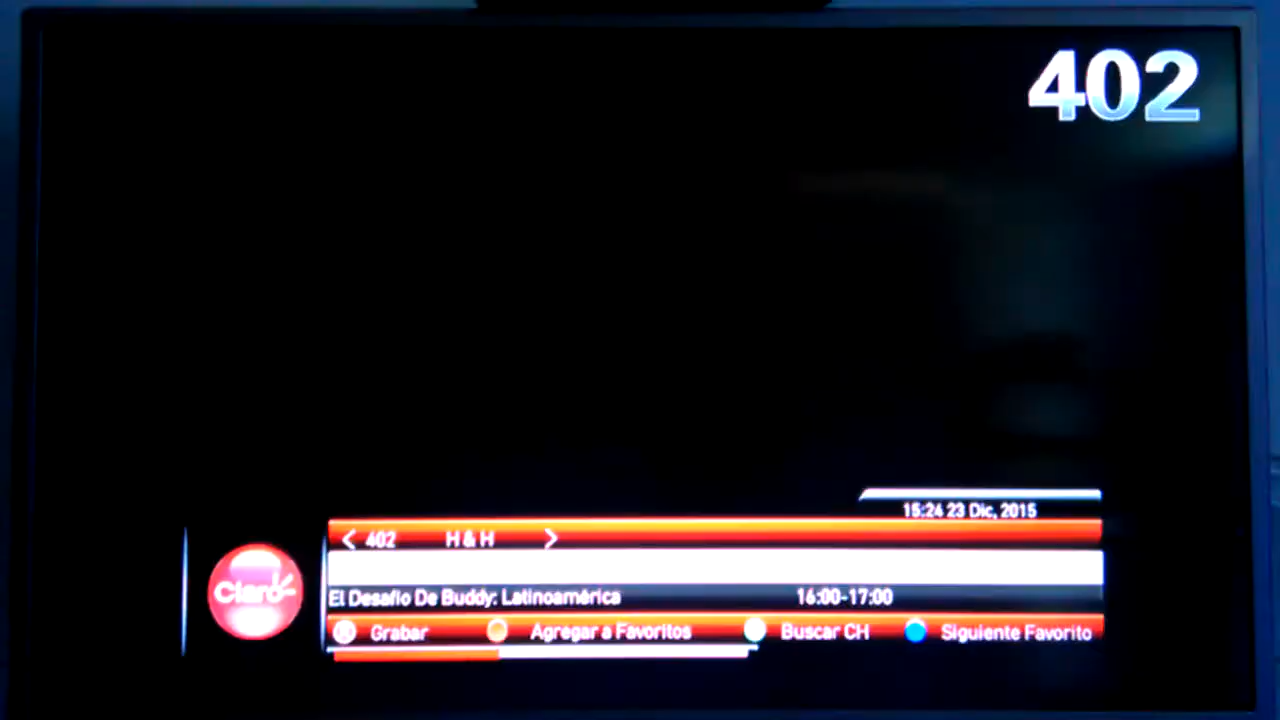 402
15:24 23 Dic, 2015
402 H & H
Claro
El Desafio De Buddy: Latinoamérica 16:00-17:00
Grabar Agregar a Favoritos Buscar CH Siguiente Favorito